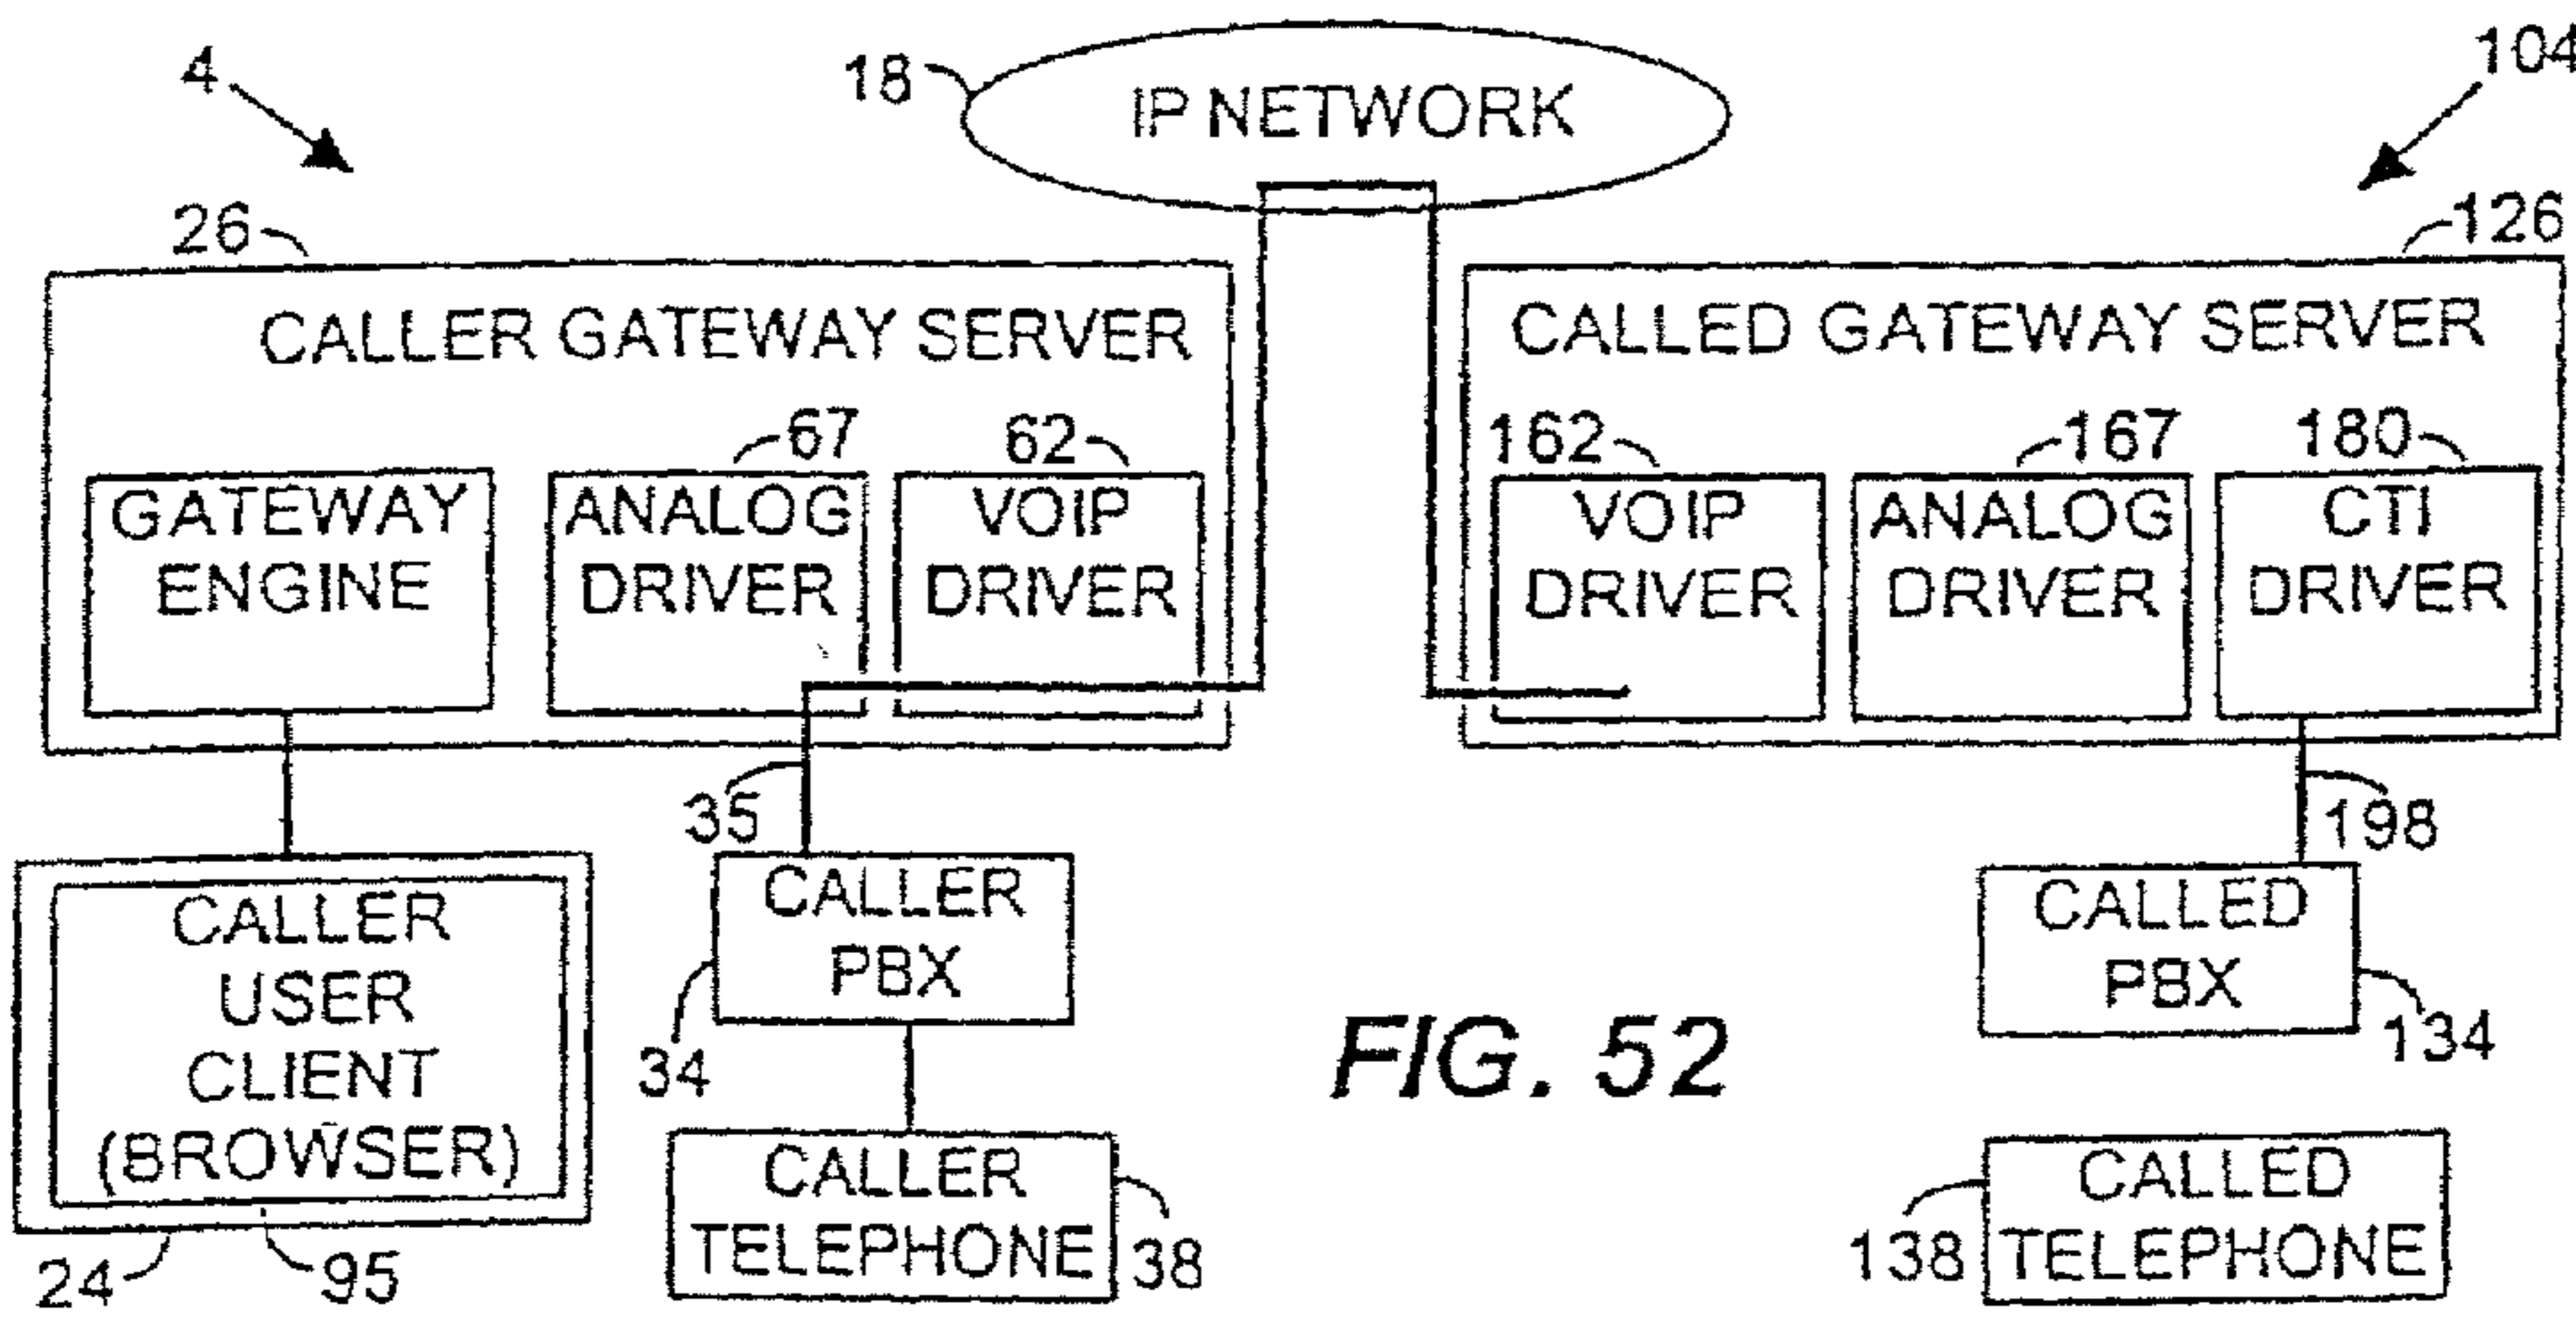 4
18
IP NETWORK
104
26
126
CALLER GATEWAY SERVER
CALLED GATEWAY SERVER
67
62
162
167
180
GATEWAY
ENGINE
ANALOG
DRIVER
VOIP
DRIVER
VOIP
DRIVER
ANALOG
DRIVER
CTI
DRIVER
35
198
CALLER
USER
CLIENT
(BROWSER)
CALLER
PBX
CALLED
PBX
34
134
FIG. 52
CALLER
TELEPHONE
38
138
CALLED
TELEPHONE
24
95